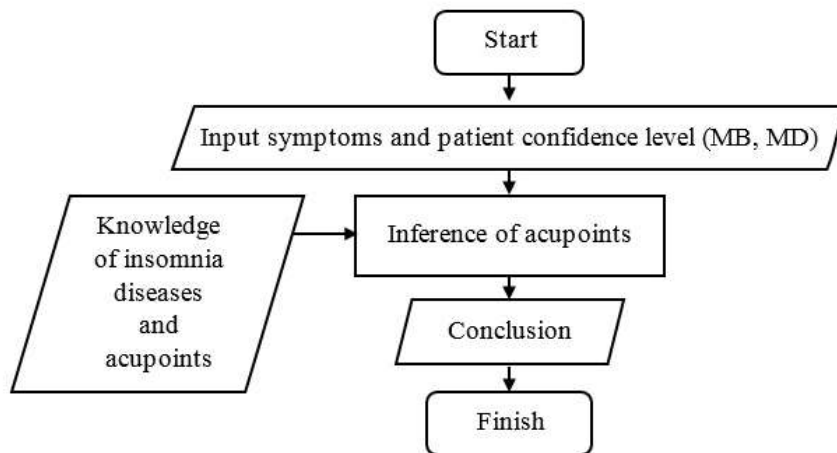 Start
Input symptoms and patient confidence level (MB, MD)
Knowledge
of insomnia
diseases
and
acupoints
Inference of acupoints
Conclusion
Finish